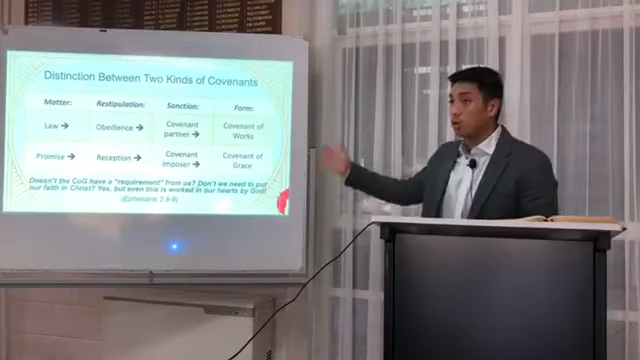 Distinction Between Two Kinds of Covenants
Matter: Restipulation: Sanction: Form:
Law → Obedience → Covenant partner → Covenant of Works
Promise → Reception → Covenant imposer → Covenant of Grace
Doesn't the CoG have a "requirement" from us? Don't we need to put
our faith in Christ? Yes, but even this is worked in our hearts by God!
(Ephesians 2:8-9)